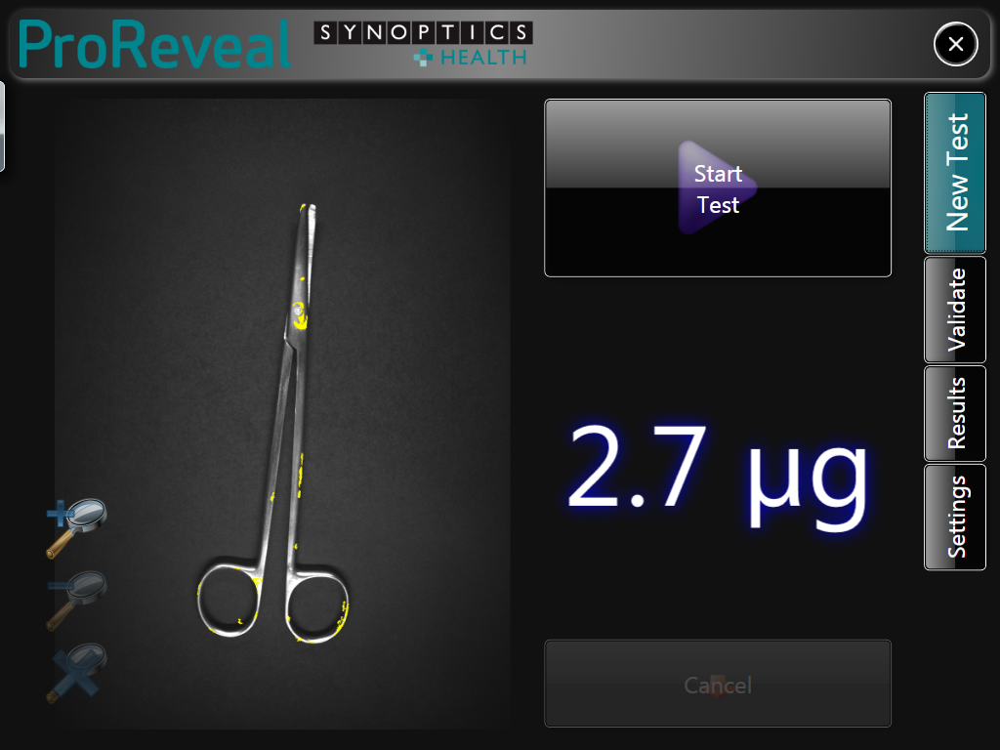 ProReveal
SYNOPTICS
HEALTH
Start
Test
2.7 µg
Cancel
New Test
Validate
Results
Settings